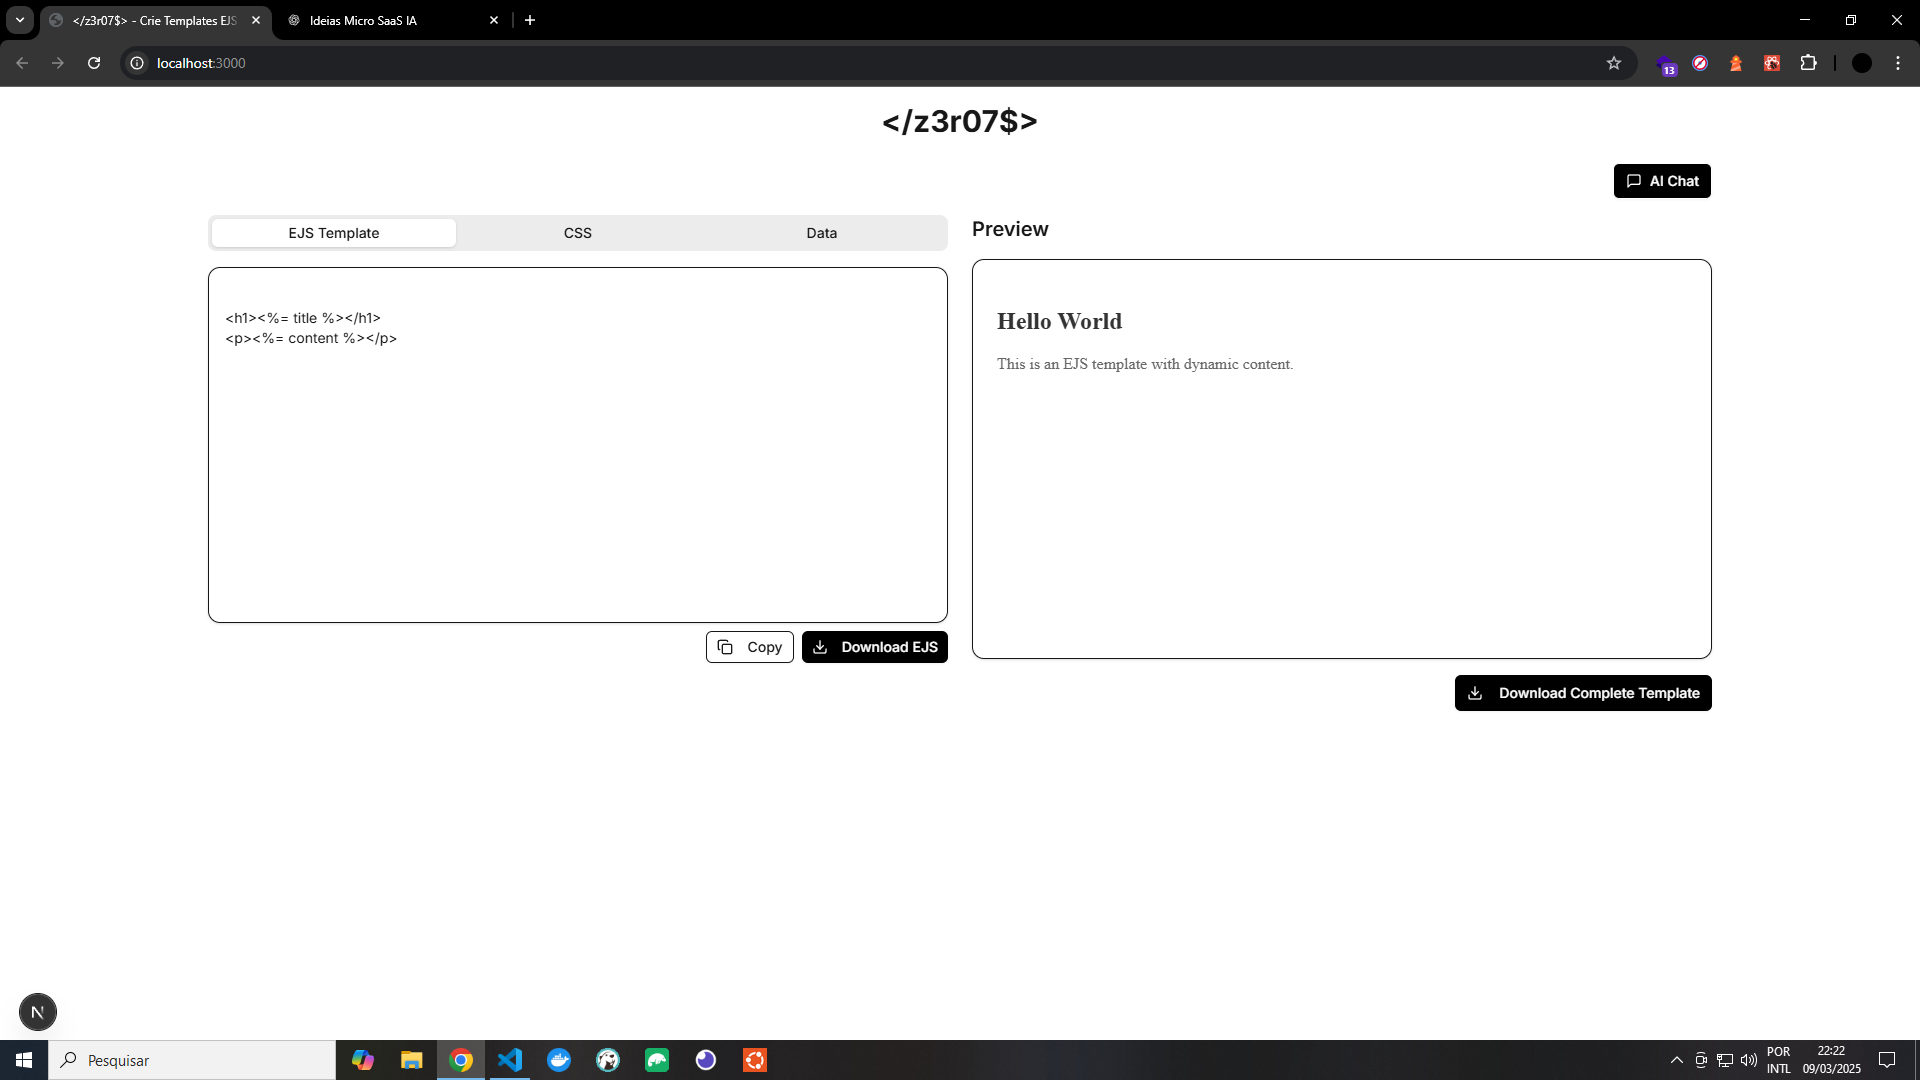 </z3r07$> - Crie Templates EJS
Ideias Micro SaaS IA
localhost:3000
13
</z3r07$>
AI Chat
EJS Template
CSS
Data
Preview
<h1><%= title %></h1>
<p><%= content %></p>
Hello World
This is an EJS template with dynamic content.
Copy
Download EJS
Download Complete Template
N
Pesquisar
POR
INTL
22:22
09/03/2025